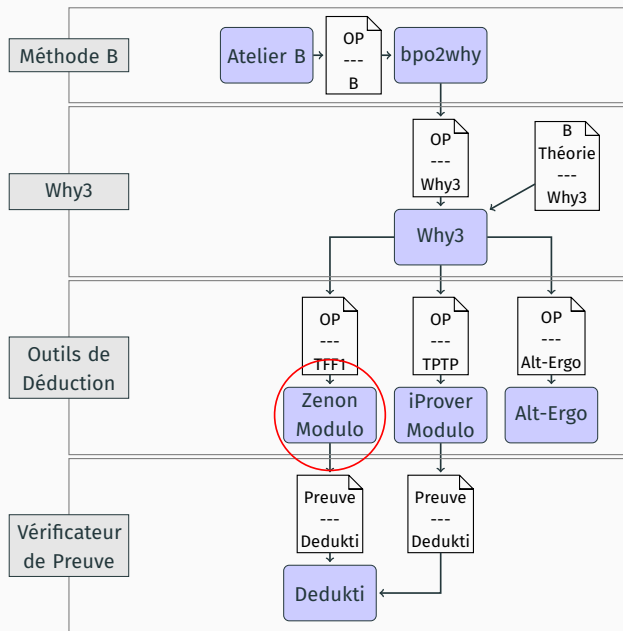 Méthode B
Atelier B
OP
---
B
bpo2why
Why3
OP
---
Why3
B
Théorie
---
Why3
Why3
Outils de
Déduction
OP
---
TFF1
OP
---
TPTP
OP
---
Alt-Ergo
Zenon
Modulo
iProver
Modulo
Alt-Ergo
Vérificateur
de Preuve
Preuve
---
Dedukti
Preuve
---
Dedukti
Dedukti